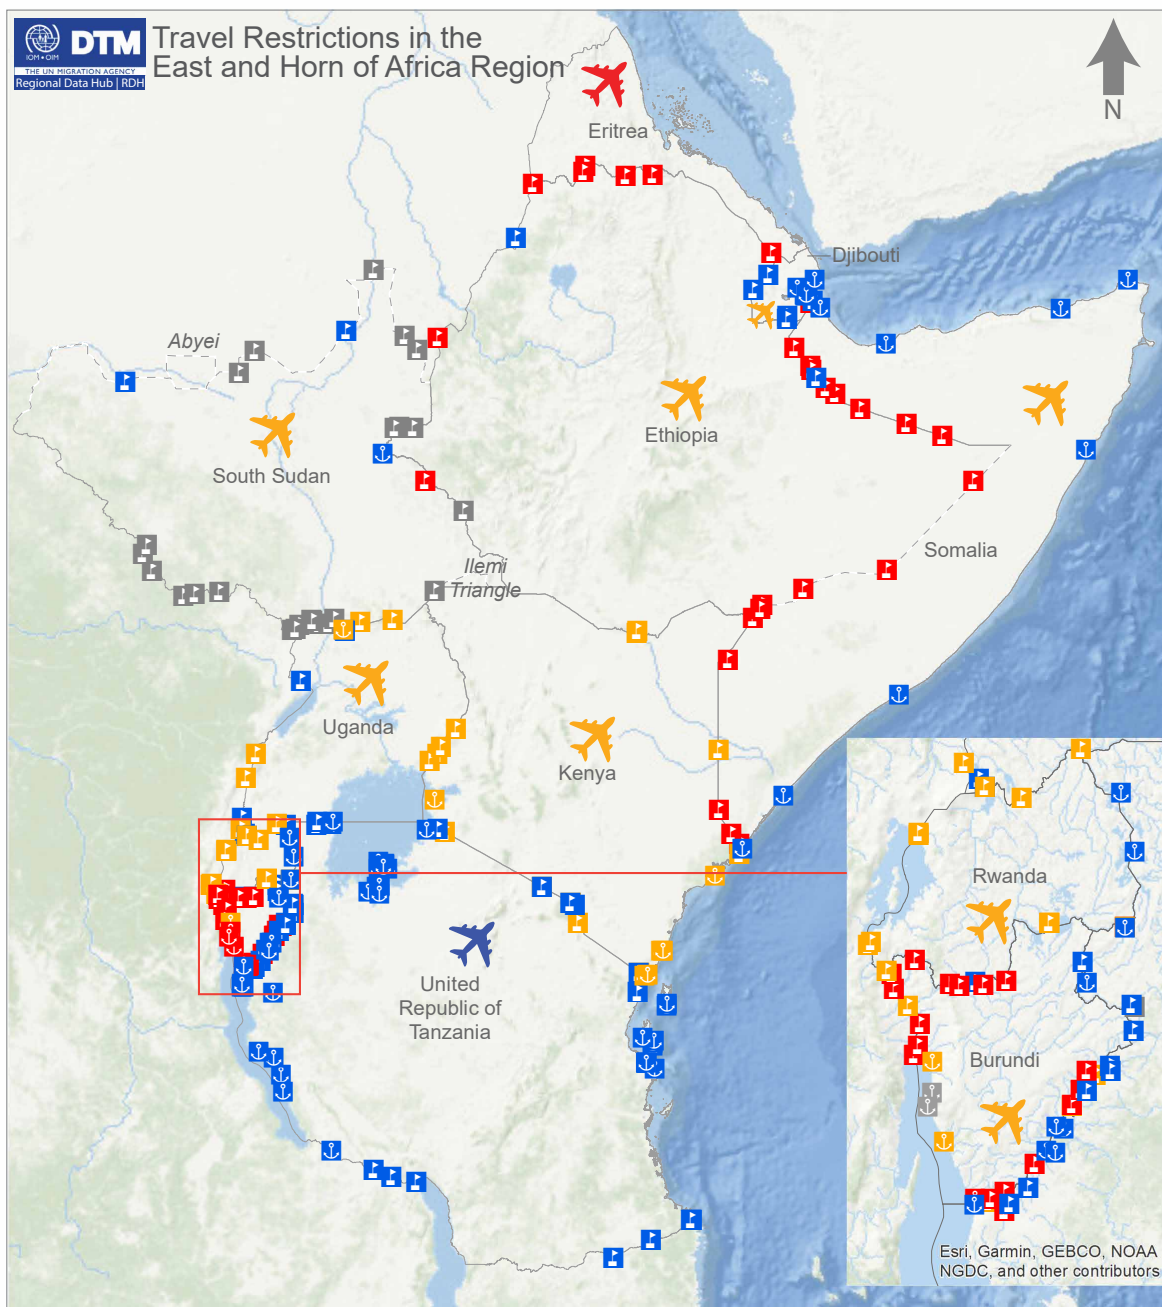 IOM • OIM
DTM
THE UN MIGRATION AGENCY
Regional Data Hub | RDH
Travel Restrictions in the
East and Horn of Africa Region
N
Eritrea
Djibouti
Abyei
Ethiopia
South Sudan
Somalia
Ilemi
Triangle
Uganda
Kenya
Rwanda
United
Republic of
Tanzania
Burundi
Esri, Garmin, GEBCO, NOAA
NGDC, and other contributors